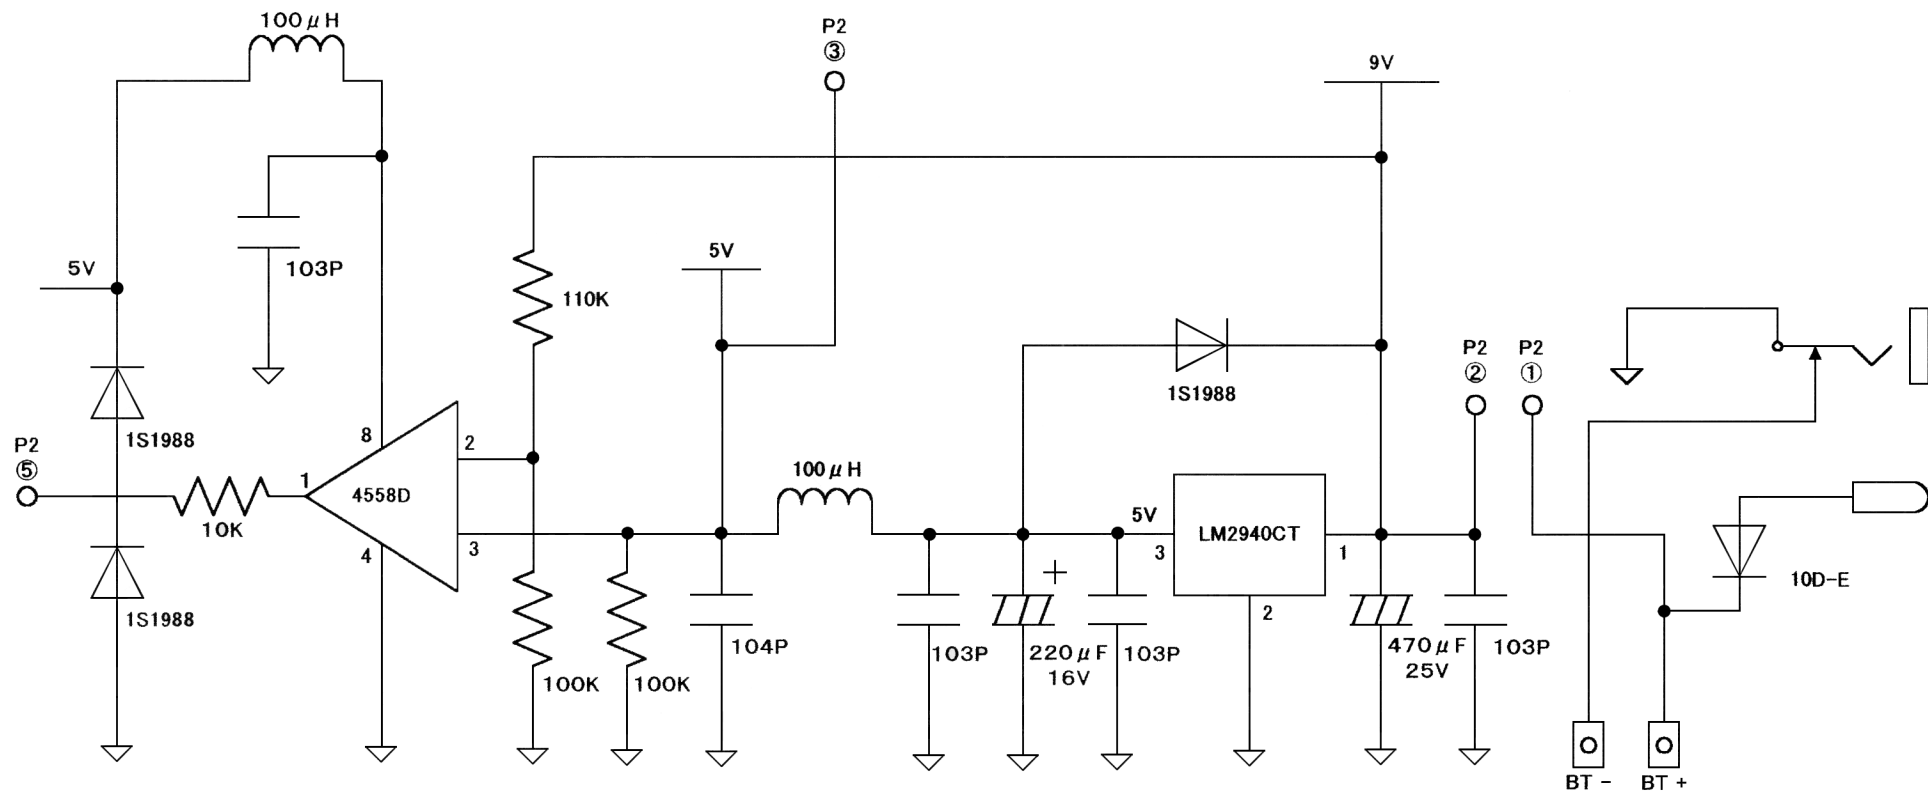 100μH
P2
③
9V
5V
103P
5V
110K
1S1988
P2
②
P2
①
1S1988
8
2
P2
⑤
1
4558D
10K
100μH
5V
LM2940CT
3
4
3
1
2
10D-E
1S1988
104P
103P
220μF
16V
103P
470μF
25V
103P
100K
100K
BT -
BT +